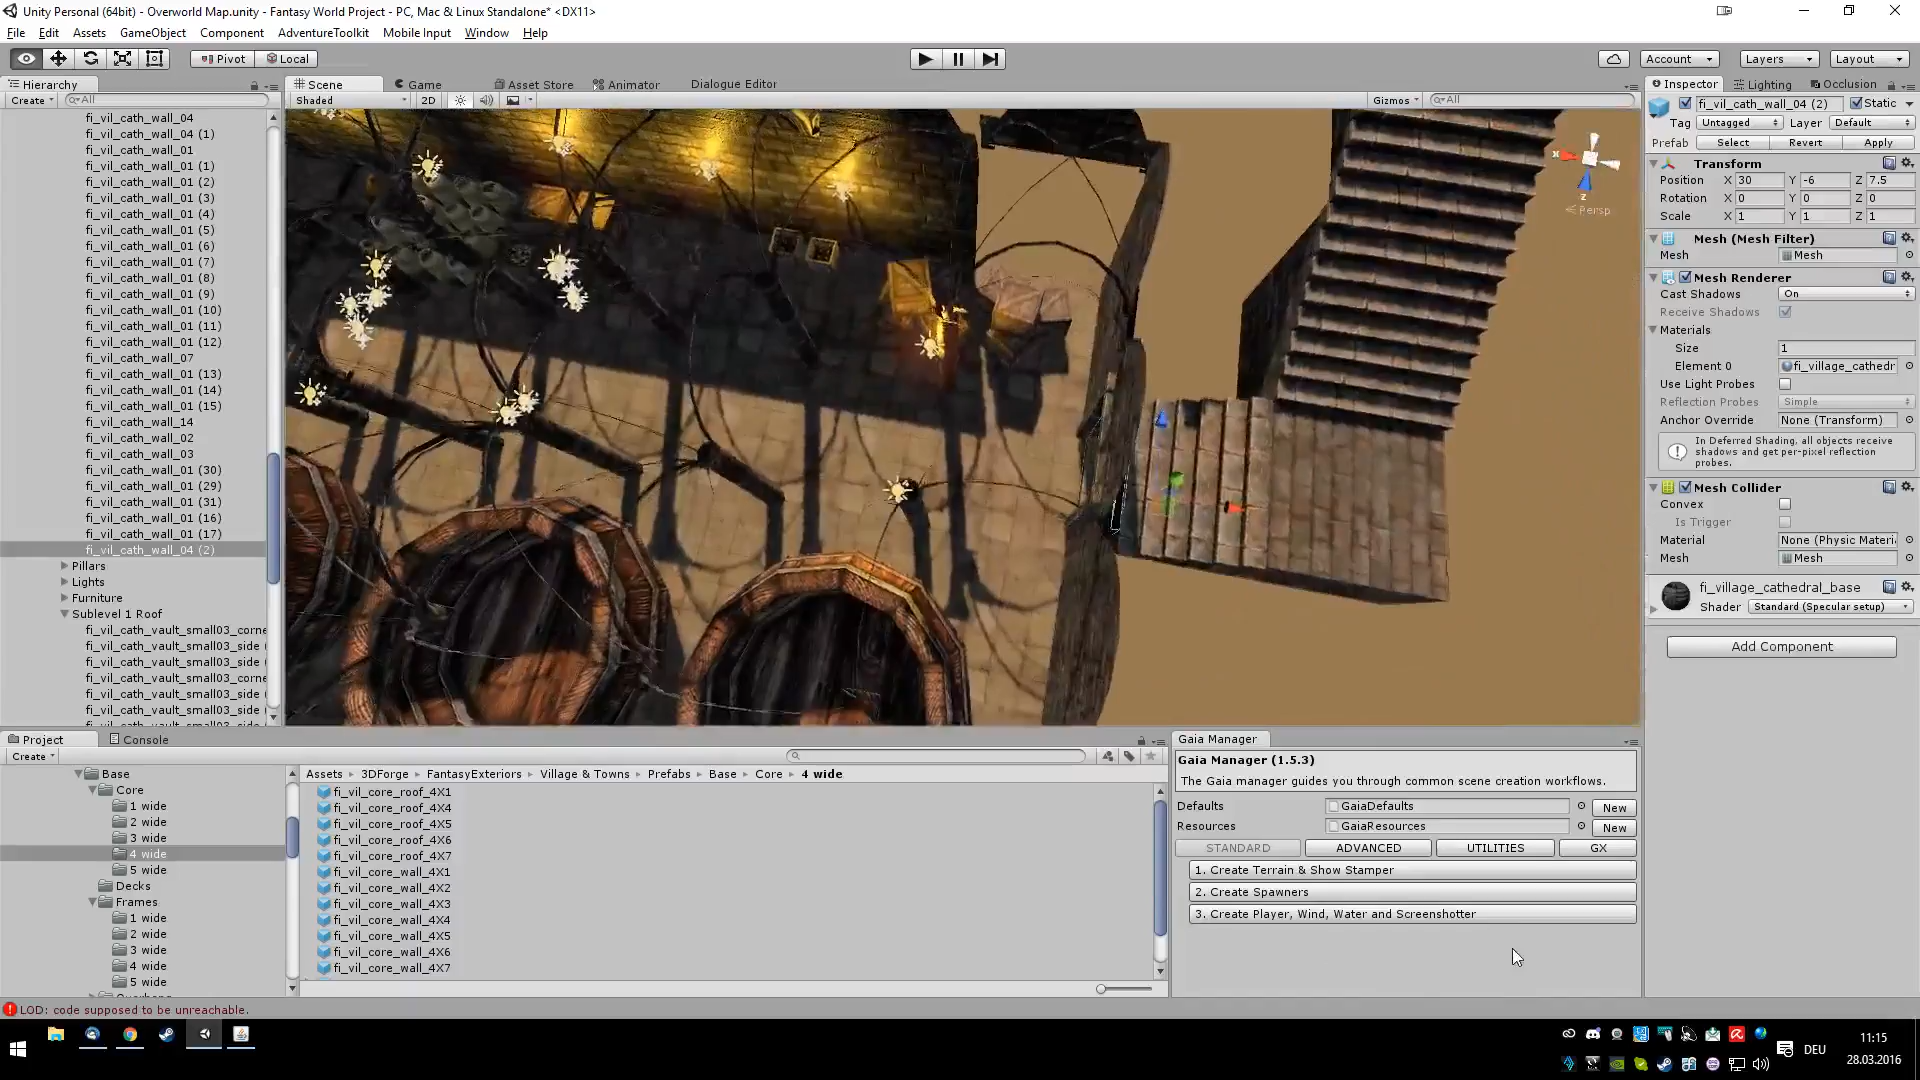 Unity Personal (64bit) - Overworld Map.unity - Fantasy World Project - PC, Mac & Linux Standalone* <DX11>
File Edit Assets GameObject Component AdventureToolkit Mobile Input Window Help
Pivot Local Account Layers Layout
Hierarchy
Create All
fi_vil_cath_wall_04
fi_vil_cath_wall_04 (1)
fi_vil_cath_wall_01
fi_vil_cath_wall_01 (1)
fi_vil_cath_wall_01 (2)
fi_vil_cath_wall_01 (3)
fi_vil_cath_wall_01 (4)
fi_vil_cath_wall_01 (5)
fi_vil_cath_wall_01 (6)
fi_vil_cath_wall_01 (7)
fi_vil_cath_wall_01 (8)
fi_vil_cath_wall_01 (9)
fi_vil_cath_wall_01 (10)
fi_vil_cath_wall_01 (11)
fi_vil_cath_wall_01 (12)
fi_vil_cath_wall_07
fi_vil_cath_wall_01 (13)
fi_vil_cath_wall_01 (14)
fi_vil_cath_wall_01 (15)
fi_vil_cath_wall_14
fi_vil_cath_wall_02
fi_vil_cath_wall_03
fi_vil_cath_wall_01 (30)
fi_vil_cath_wall_01 (29)
fi_vil_cath_wall_01 (31)
fi_vil_cath_wall_01 (16)
fi_vil_cath_wall_01 (17)
fi_vil_cath_wall_04 (2)
Pillars
Lights
Furniture
Sublevel 1 Roof
fi_vil_cath_vault_small03_corne
fi_vil_cath_vault_small03_side (
fi_vil_cath_vault_small03_side (
fi_vil_cath_vault_small03_corne
fi_vil_cath_vault_small03_side (
fi_vil_cath_vault_small03_side (
Scene Game Asset Store Animator Dialogue Editor
Shaded 2D Gizmos All
x z
Persp
Inspector Lighting Occlusion
fi_vil_cath_wall_04 (2) Static
Tag Untagged Layer Default
Prefab Select Revert Apply
Transform
Position X 30 Y -6 Z 7.5
Rotation X 0 Y 0 Z 0
Scale X 1 Y 1 Z 1
Mesh (Mesh Filter)
Mesh Mesh
Mesh Renderer
Cast Shadows On
Receive Shadows
Materials
Size 1
Element 0 fi_village_cathedr
Use Light Probes
Reflection Probes Simple
Anchor Override None (Transform)
In Deferred Shading, all objects receive
shadows and get per-pixel reflection
probes.
Mesh Collider
Convex
Is Trigger
Material None (Physic Materi
Mesh Mesh
fi_village_cathedral_base
Shader Standard (Specular setup)
Add Component
Project Console
Create
Base
Core
1 wide
2 wide
3 wide
4 wide
5 wide
Decks
Frames
1 wide
2 wide
3 wide
4 wide
5 wide
Assets 3DForge FantasyExteriors Village & Towns Prefabs Base Core 4 wide
fi_vil_core_roof_4X1
fi_vil_core_roof_4X4
fi_vil_core_roof_4X5
fi_vil_core_roof_4X6
fi_vil_core_roof_4X7
fi_vil_core_wall_4X1
fi_vil_core_wall_4X2
fi_vil_core_wall_4X3
fi_vil_core_wall_4X4
fi_vil_core_wall_4X5
fi_vil_core_wall_4X6
fi_vil_core_wall_4X7
Gaia Manager
Gaia Manager (1.5.3)
The Gaia manager guides you through common scene creation workflows.
Defaults GaiaDefaults New
Resources GaiaResources New
STANDARD ADVANCED UTILITIES GX
1. Create Terrain & Show Stamper
2. Create Spawners
3. Create Player, Wind, Water and Screenshotter
LOD: code supposed to be unreachable.
DEU
11:15
28.03.2016